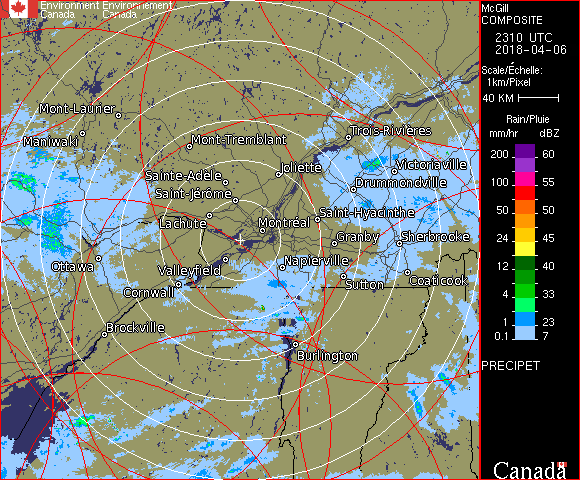 Environment Environnement
Canada Canada
McGill
COMPOSITE
2310 UTC
2018-04-06
Scale/Échelle:
1km/Pixel
40 KM
Rain/Pluie
mm/hr dBZ
200 60
100 55
50 50
24 45
12 40
4 33
1 23
0.1 7
PRECIPET
Canada
Mont-Laurier
Maniwaki
Mont-Tremblant
Trois-Rivières
Joliette
Victoriaville
Sainte-Adèle
Drummondville
Saint-Jérôme
Lachute
Saint-Hyacinthe
Montréal
Granby
Sherbrooke
Ottawa
Valleyfield
Napierville
Cornwall
Sutton
Coaticook
Brockville
Burlington